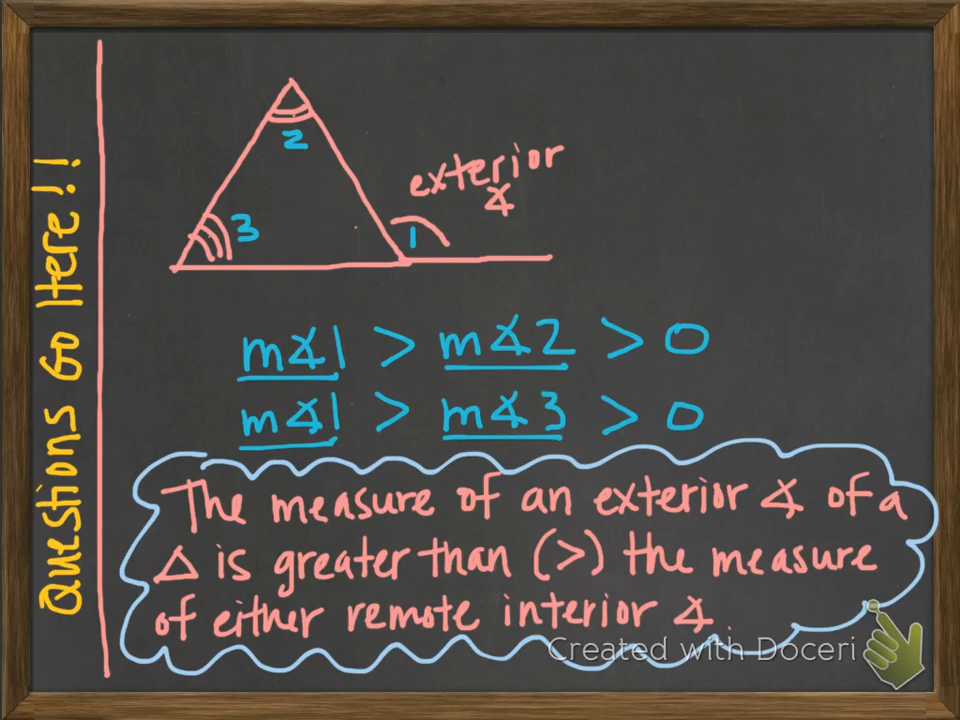 Questions Go Here!!
2
exterior
∡
3
1
m∡1 > m∡2 > 0
m∡1 > m∡3 > 0
The measure of an exterior ∡ of a
△ is greater than (>) the measure
of either remote interior ∡.
Created with Doceri